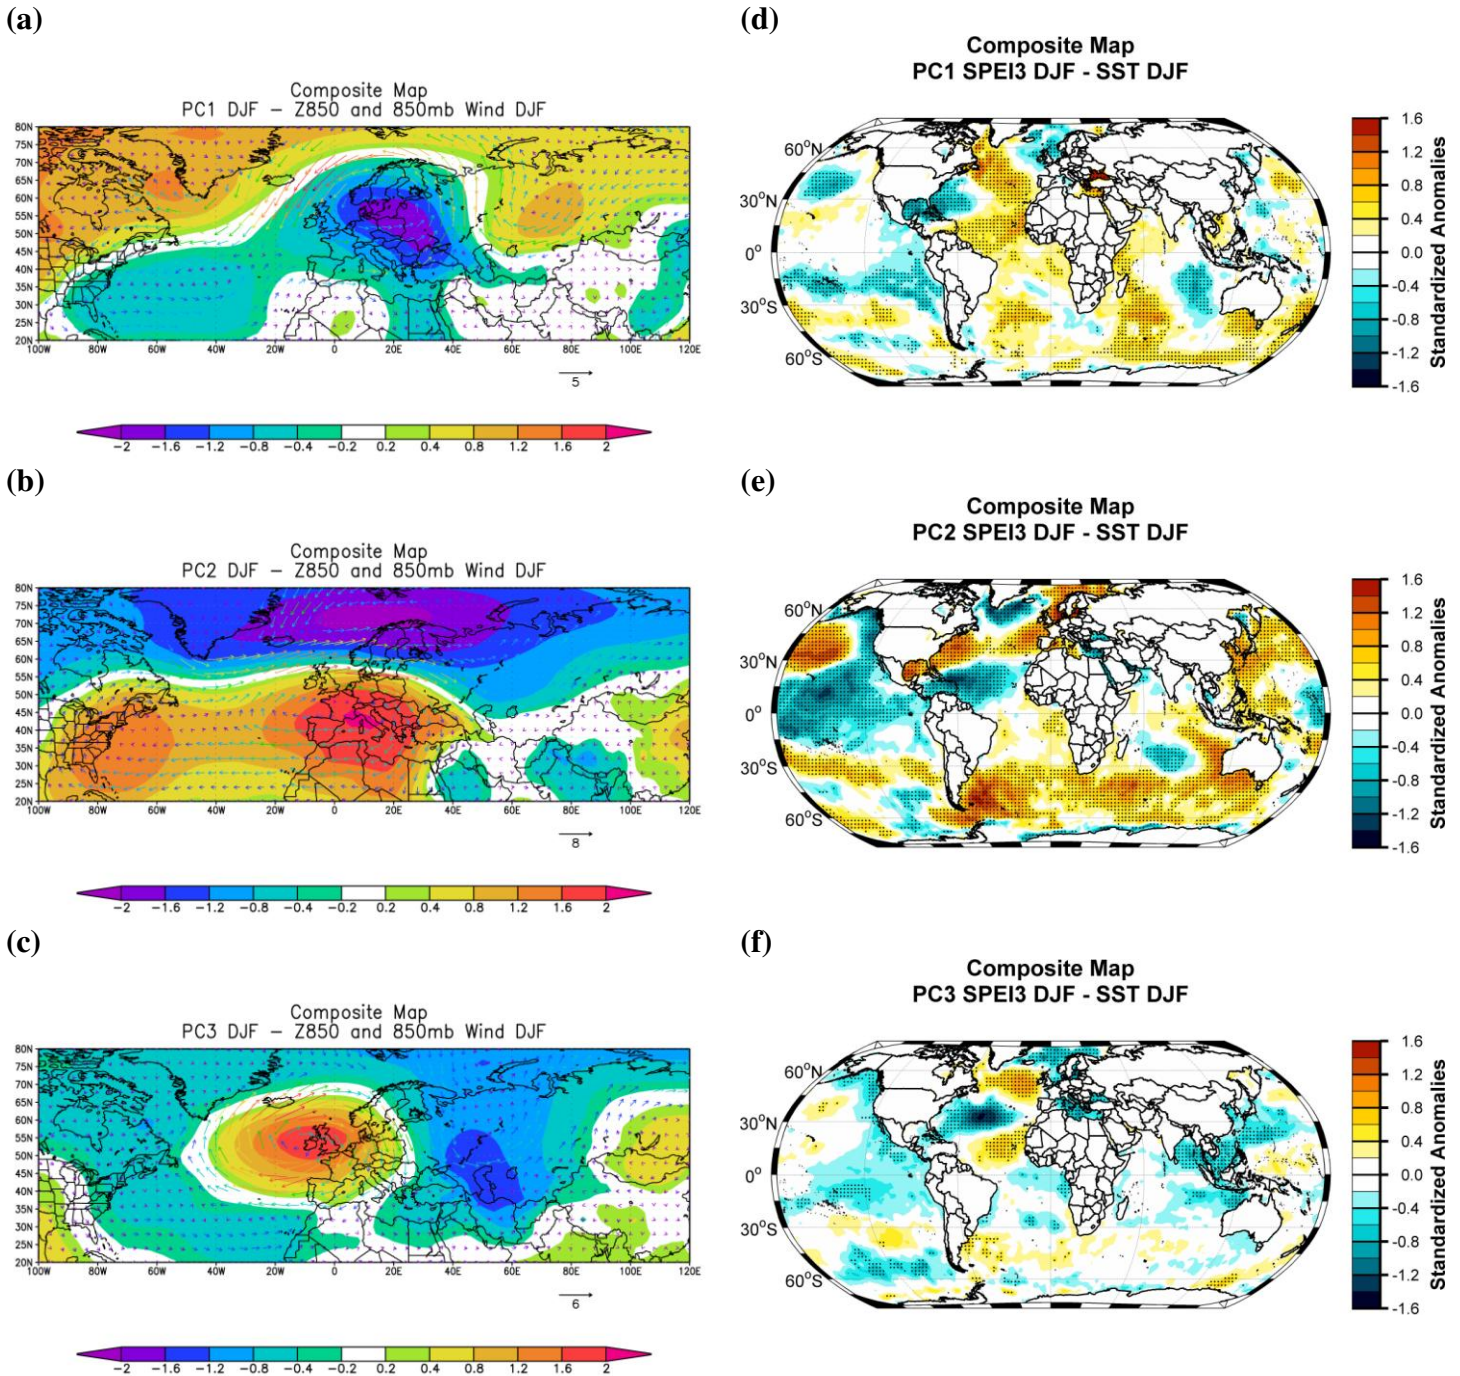 (a)
Composite Map
PC1 DJF – Z850 and 850mb Wind DJF
80N
75N
70N
65N
60N
55N
50N
45N
40N
35N
30N
25N
20N
100W 80W 60W 40W 20W 0 20E 40E 60E 80E 100E 120E
5
-2 -1.6 -1.2 -0.8 -0.4 -0.2 0.2 0.4 0.8 1.2 1.6 2
(d)
Composite Map
PC1 SPEI3 DJF - SST DJF
60°N
30°N
0°
30°S
60°S
1.6
1.2
0.8
0.4
0.0
-0.4
-0.8
-1.2
-1.6
Standardized Anomalies
(b)
Composite Map
PC2 DJF – Z850 and 850mb Wind DJF
80N
75N
70N
65N
60N
55N
50N
45N
40N
35N
30N
25N
20N
100W 80W 60W 40W 20W 0 20E 40E 60E 80E 100E 120E
8
-2 -1.6 -1.2 -0.8 -0.4 -0.2 0.2 0.4 0.8 1.2 1.6 2
(e)
Composite Map
PC2 SPEI3 DJF - SST DJF
60°N
30°N
0°
30°S
60°S
1.6
1.2
0.8
0.4
0.0
-0.4
-0.8
-1.2
-1.6
Standardized Anomalies
(c)
Composite Map
PC3 DJF – Z850 and 850mb Wind DJF
80N
75N
70N
65N
60N
55N
50N
45N
40N
35N
30N
25N
20N
100W 80W 60W 40W 20W 0 20E 40E 60E 80E 100E 120E
6
-2 -1.6 -1.2 -0.8 -0.4 -0.2 0.2 0.4 0.8 1.2 1.6 2
(f)
Composite Map
PC3 SPEI3 DJF - SST DJF
60°N
30°N
0°
30°S
60°S
1.6
1.2
0.8
0.4
0.0
-0.4
-0.8
-1.2
-1.6
Standardized Anomalies